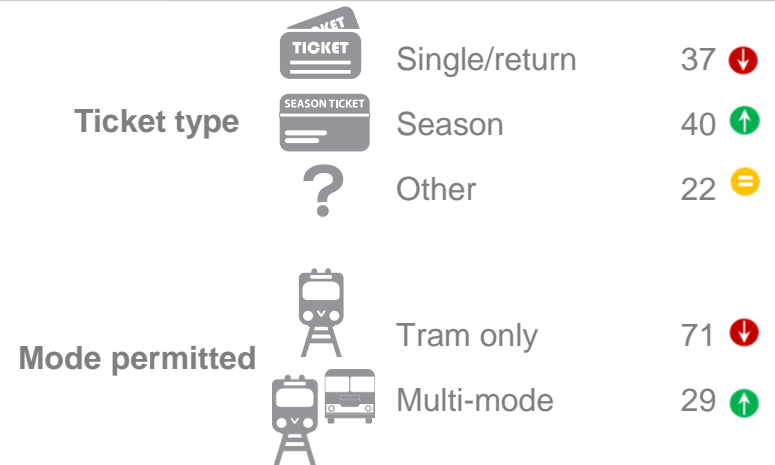 TICKET
TICKET
Single/return 37
SEASON TICKET
Ticket type
Season 40
?
Other 22
Tram only 71
Mode permitted
Multi-mode 29